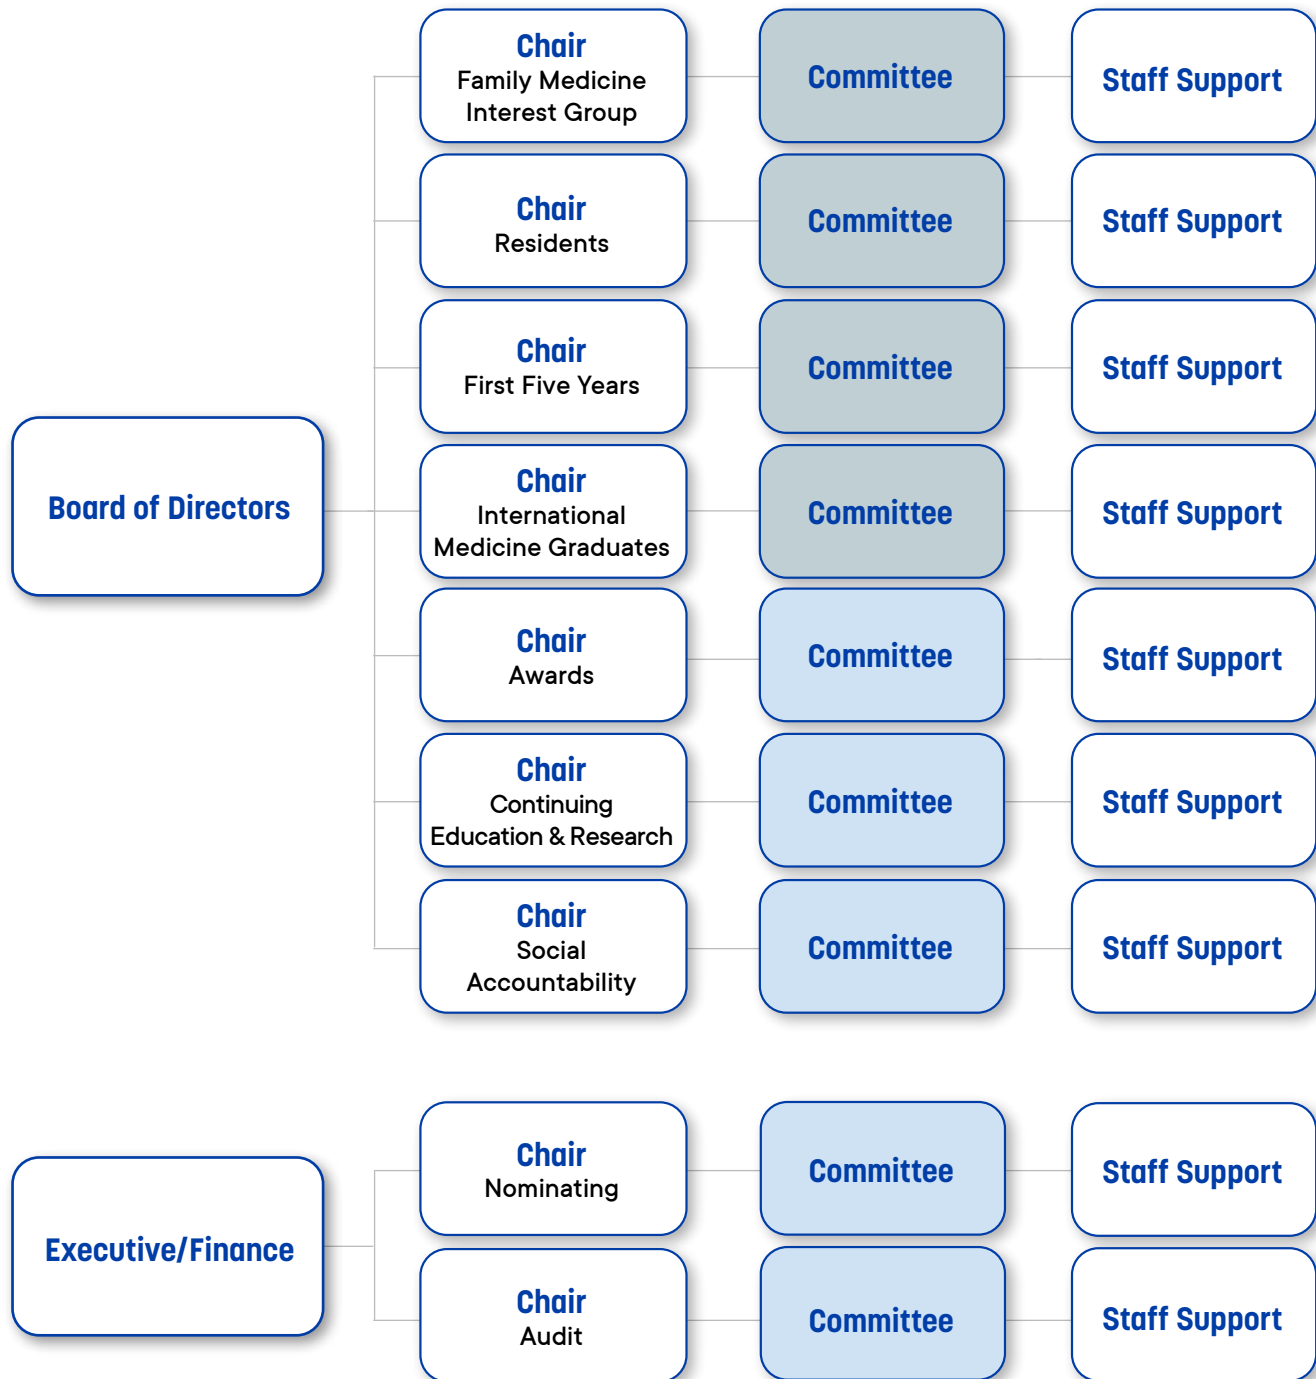 Chair
Family Medicine
Interest Group
Committee
Staff Support
Chair
Residents
Committee
Staff Support
Chair
First Five Years
Committee
Staff Support
Board of Directors
Chair
International
Medicine Graduates
Committee
Staff Support
Chair
Awards
Committee
Staff Support
Chair
Continuing
Education & Research
Committee
Staff Support
Chair
Social
Accountability
Committee
Staff Support
Executive/Finance
Chair
Nominating
Committee
Staff Support
Chair
Audit
Committee
Staff Support